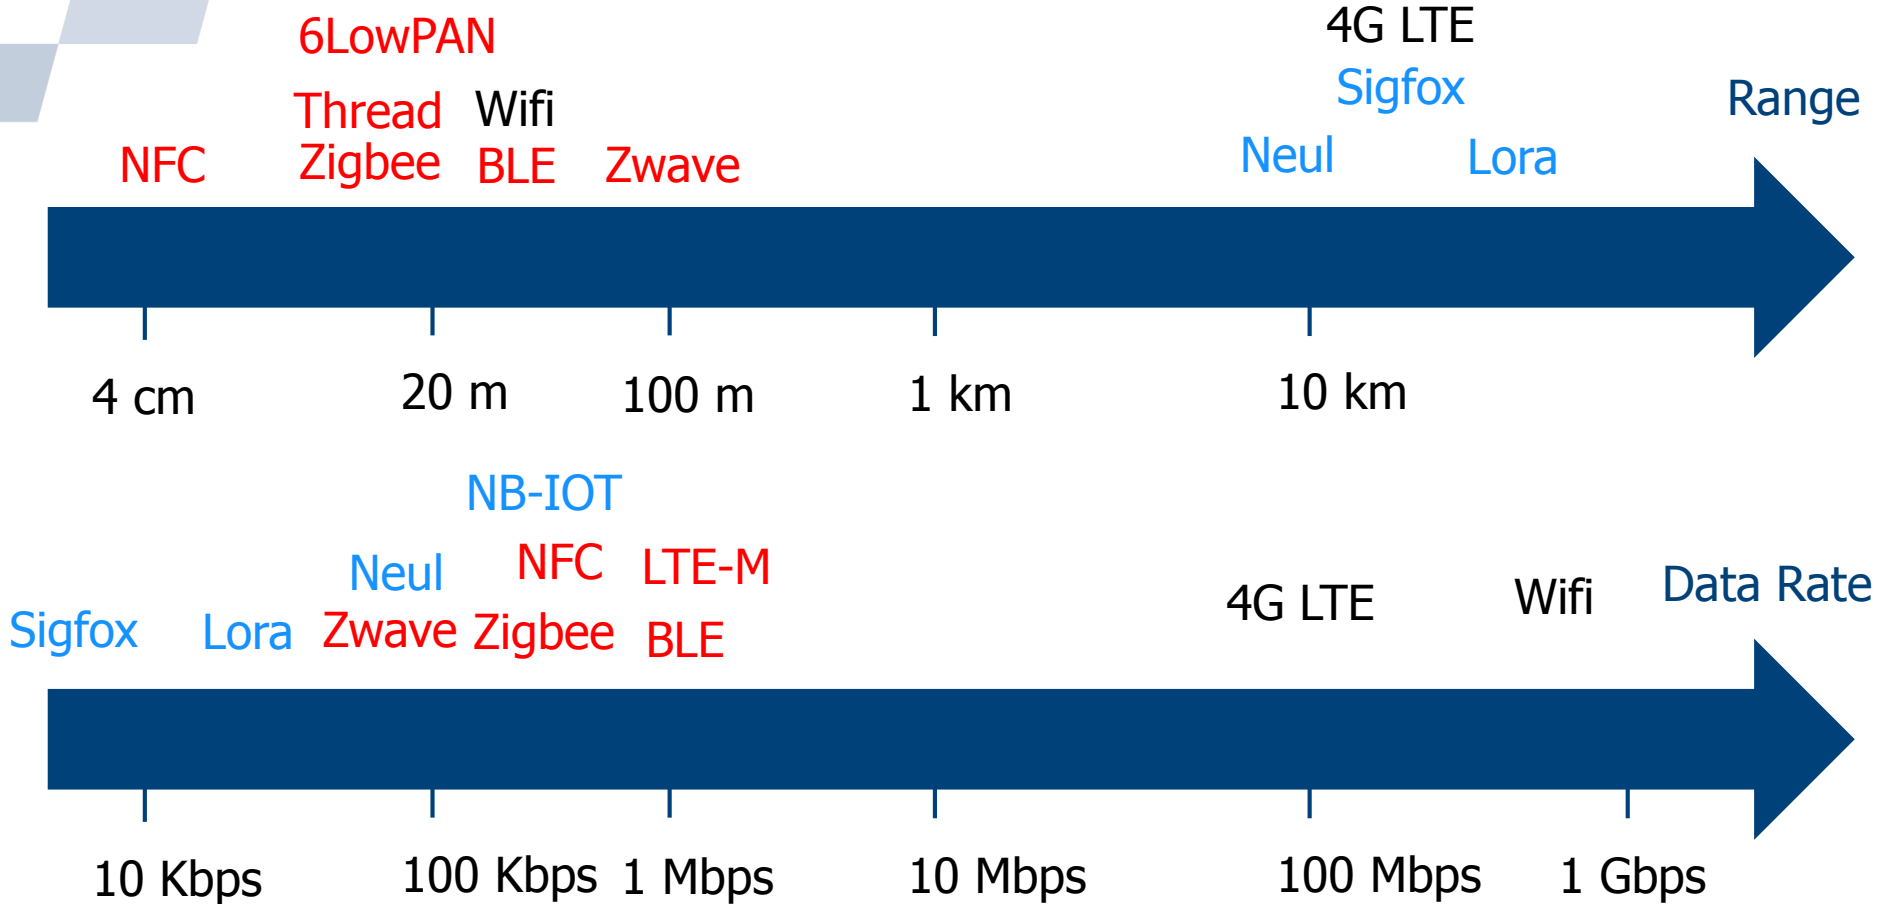 6LowPAN
4G LTE
Thread Wifi
Sigfox
Range
NFC Zigbee BLE Zwave
Neul Lora
4 cm 20 m 100 m 1 km 10 km
NB-IOT
Neul NFC LTE-M
4G LTE Wifi Data Rate
Sigfox Lora Zwave Zigbee BLE
10 Kbps 100 Kbps 1 Mbps 10 Mbps 100 Mbps 1 Gbps